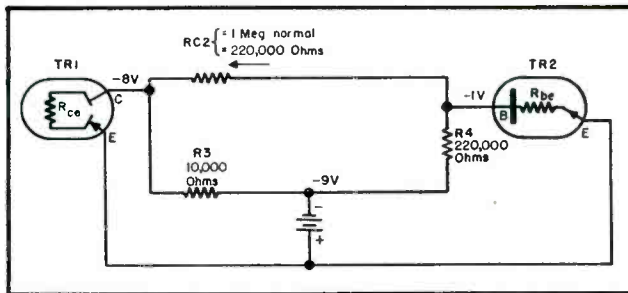 TR1
-8V
RC2 { = 1 Meg normal
= 220,000 Ohms
TR2
Rce
C
E
-1V
B
Rbe
E
R4
220,000
Ohms
R3
10,000
Ohms
-9V
-
+